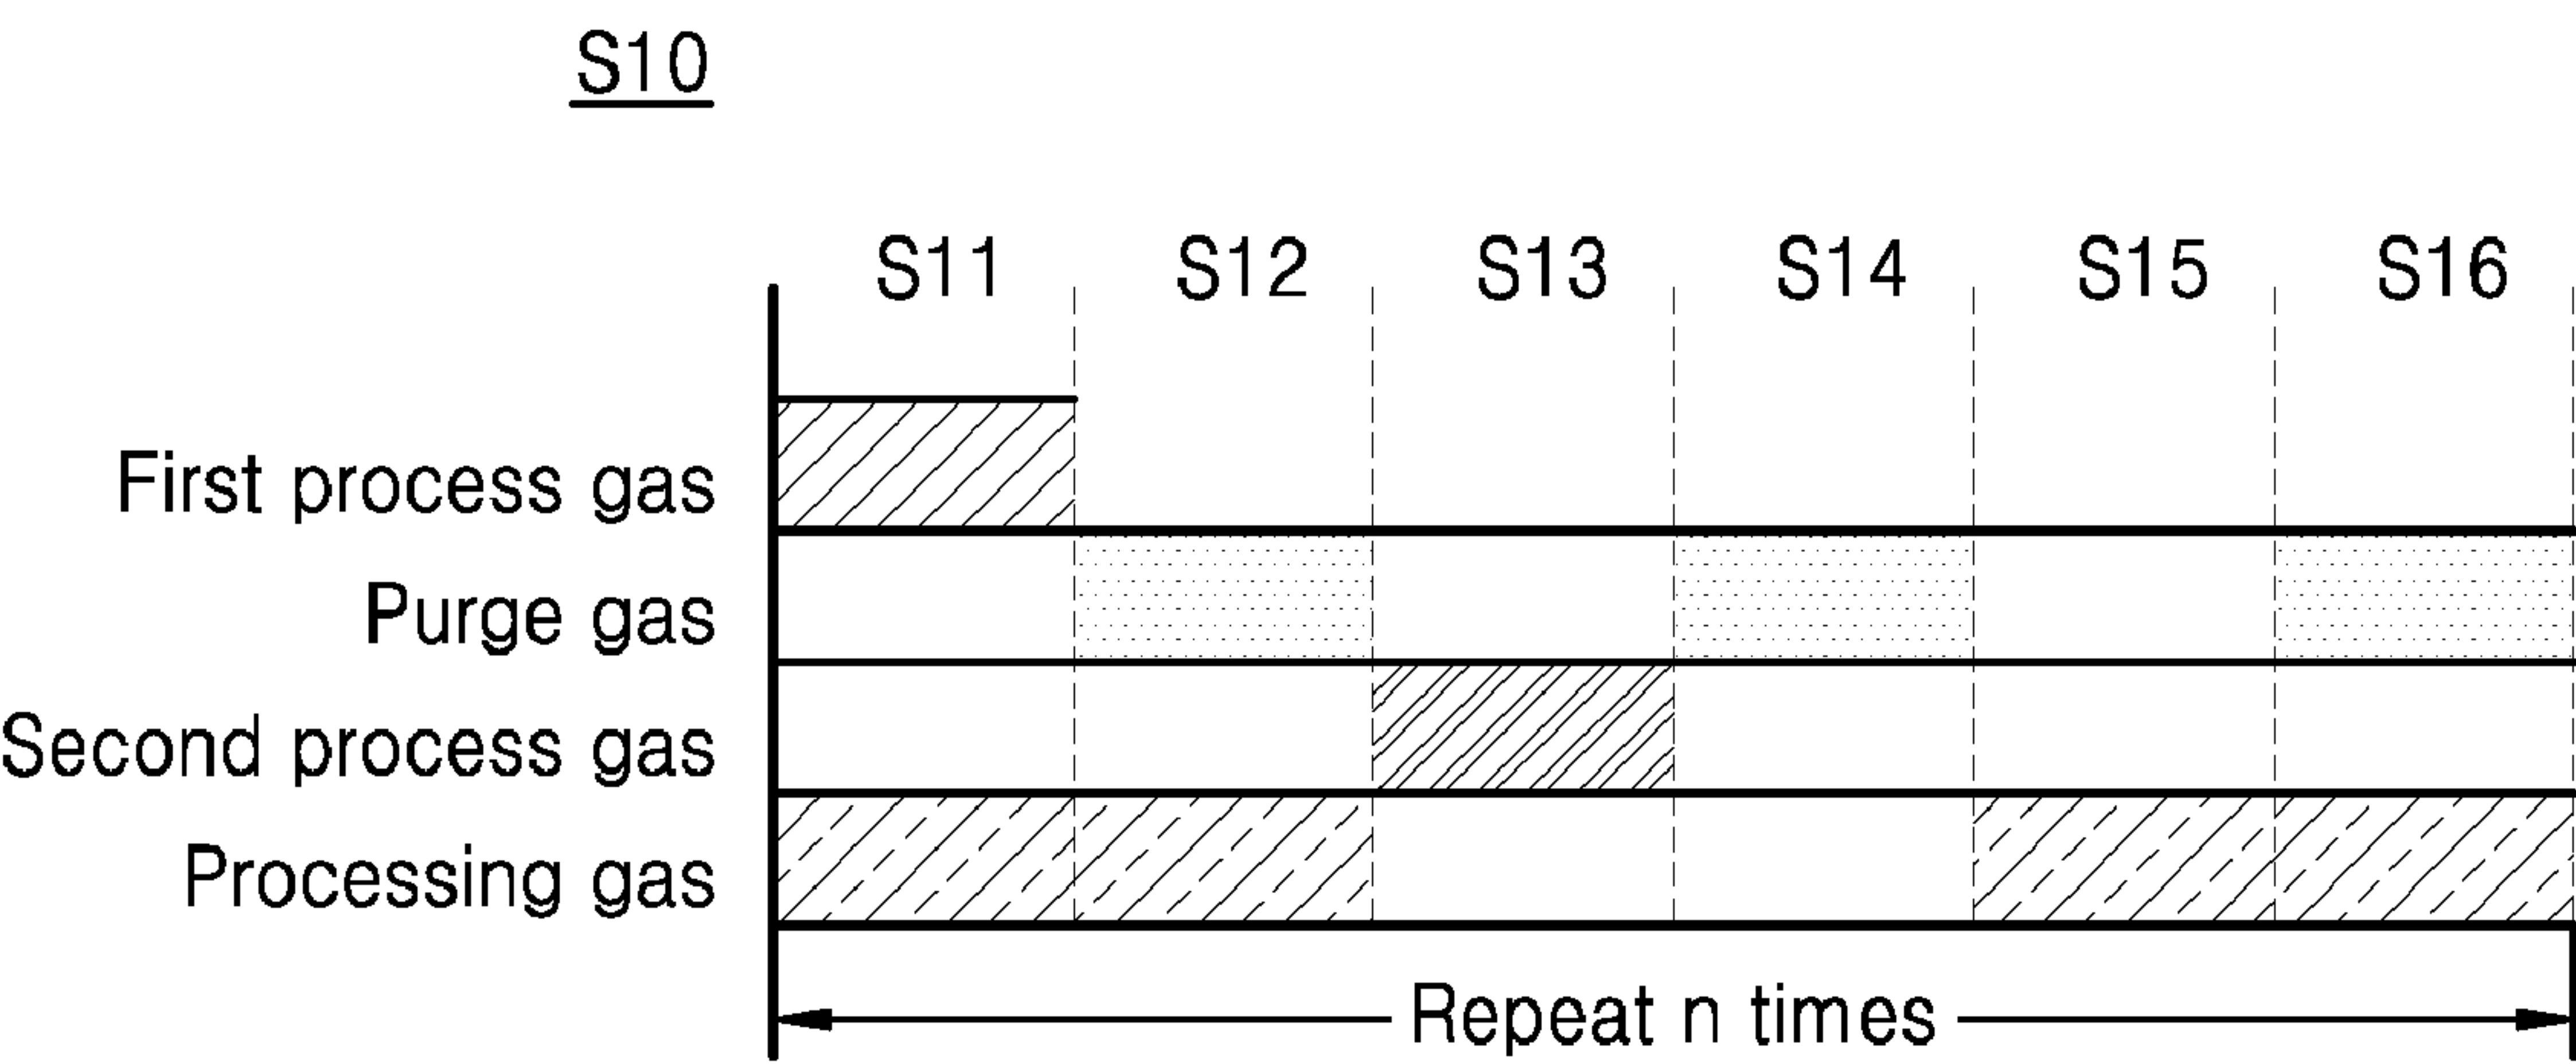 S10
S11 S12 S13 S14 S15 S16
First process gas
Purge gas
Second process gas
Processing gas
Repeat n times